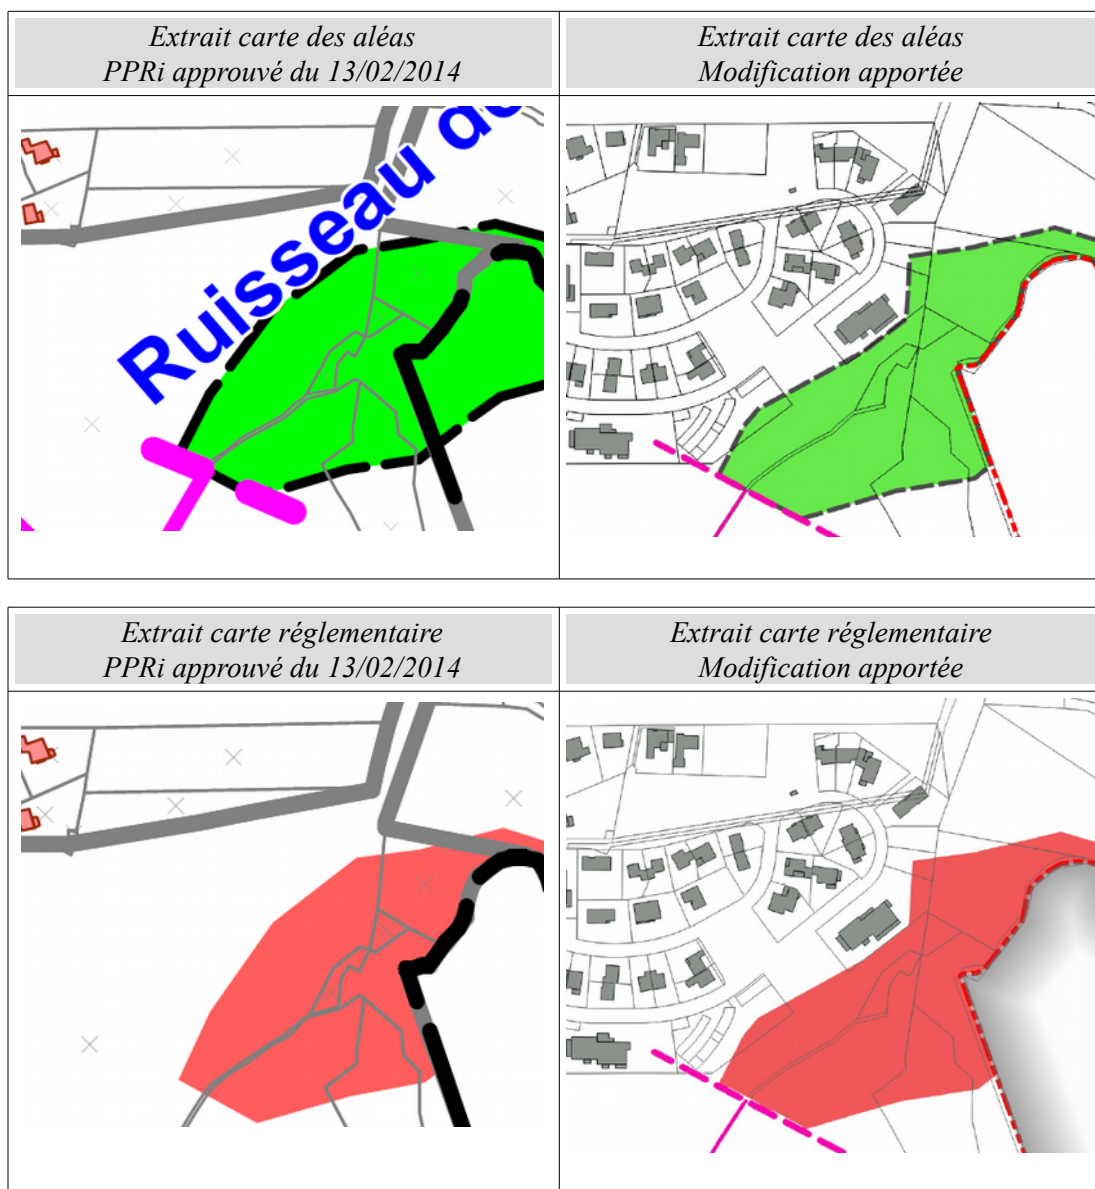 Extrait carte des aléas
PPRi approuvé du 13/02/2014
Extrait carte des aléas
Modification apportée
Ruisseau de
Extrait carte réglementaire
PPRi approuvé du 13/02/2014
Extrait carte réglementaire
Modification apportée